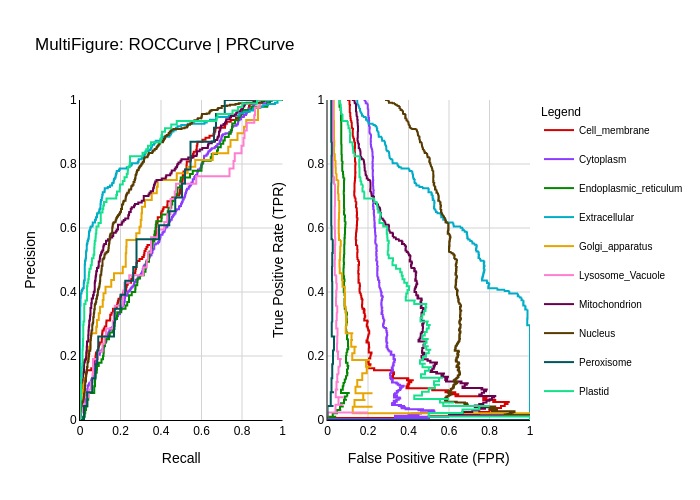 MultiFigure: ROCCurve | PRCurve
Precision
1
0.8
0.6
0.4
0.2
0
0
0.2
0.4
0.6
0.8
1
Recall
True Positive Rate (TPR)
1
0.8
0.6
0.4
0.2
0
0
0.2
0.4
0.6
0.8
1
False Positive Rate (FPR)
Legend
Cell_membrane
Cytoplasm
Endoplasmic_reticulum
Extracellular
Golgi_apparatus
Lysosome_Vacuole
Mitochondrion
Nucleus
Peroxisome
Plastid